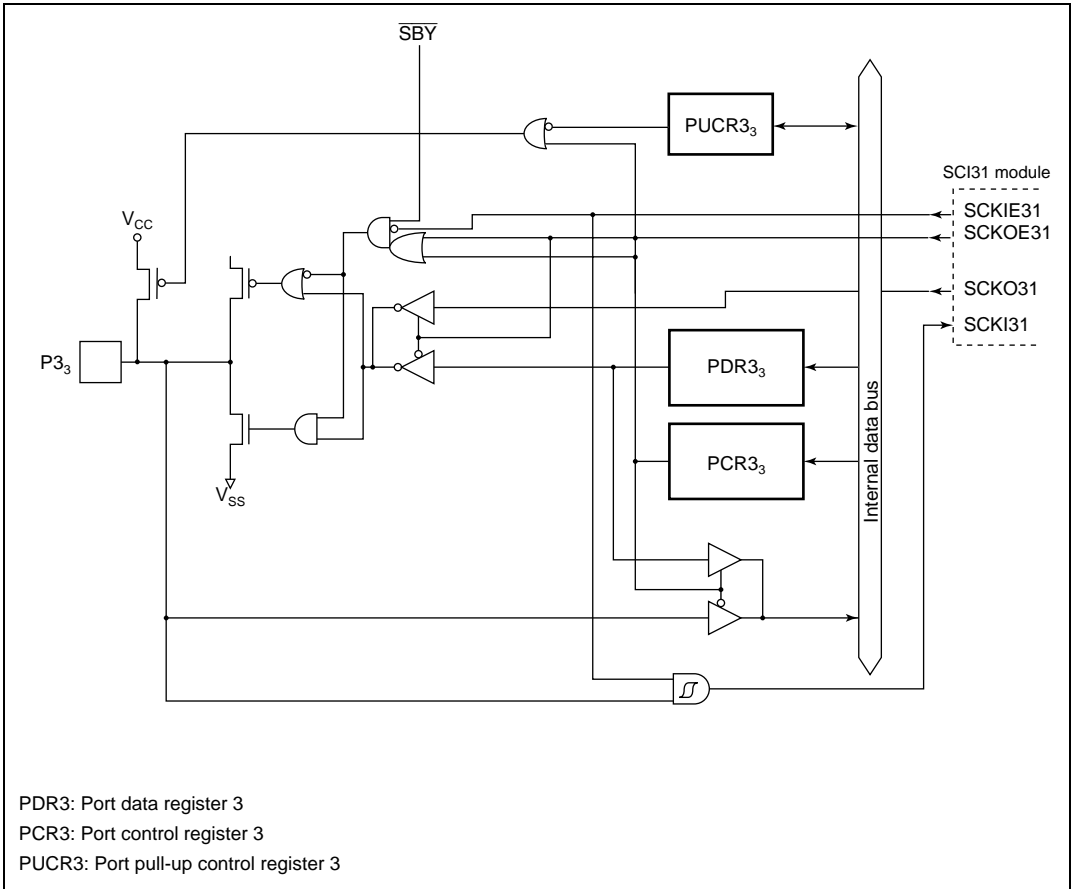 SBY
PUCR3₃
SCI31 module
SCKIE31
SCKOE31
V_CC
SCKO31
SCKI31
P3₃
PDR3₃
PCR3₃
Internal data bus
V_SS
PDR3: Port data register 3
PCR3: Port control register 3
PUCR3: Port pull-up control register 3